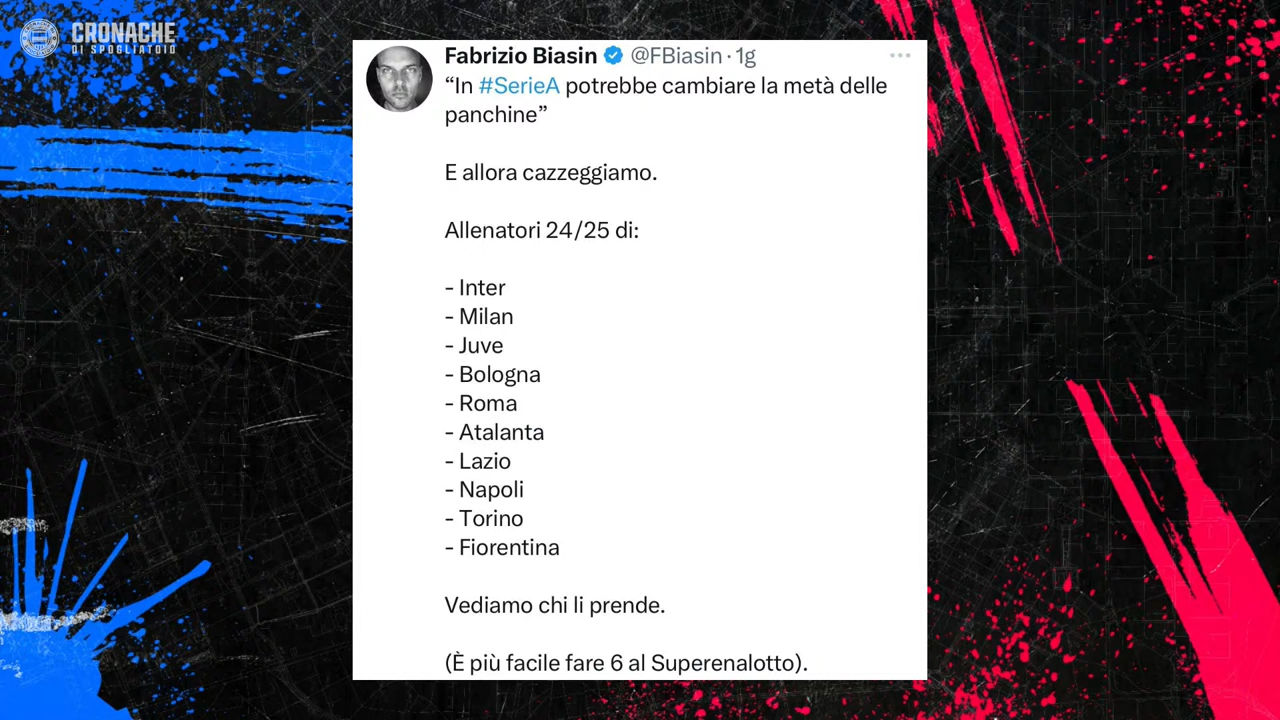 CRONACHE
DI SPOGLIATOIO
Fabrizio Biasin @FBiasin · 1g
“In #SerieA potrebbe cambiare la metà delle
panchine”
E allora cazzeggiamo.
Allenatori 24/25 di:
- Inter
- Milan
- Juve
- Bologna
- Roma
- Atalanta
- Lazio
- Napoli
- Torino
- Fiorentina
Vediamo chi li prende.
(È più facile fare 6 al Superenalotto).